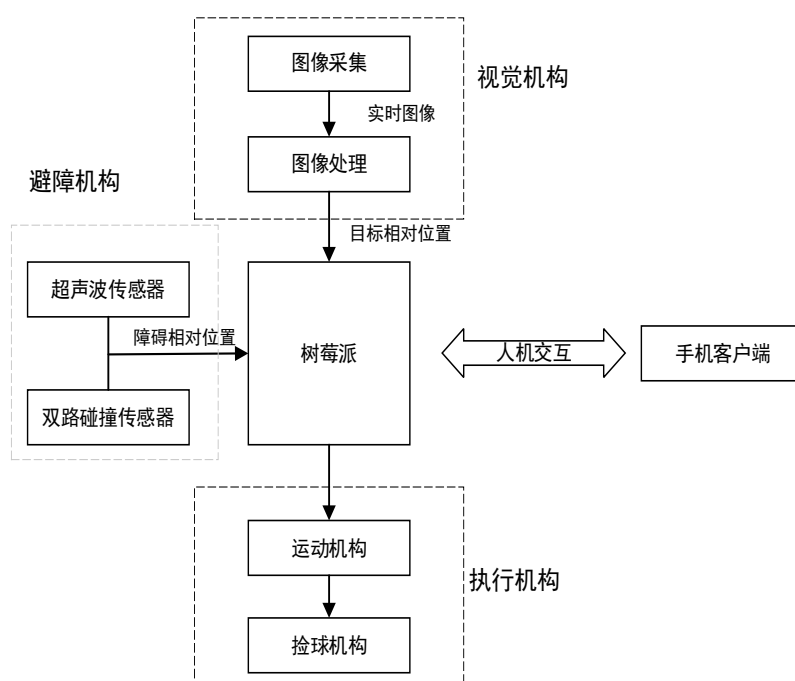 图像采集
视觉机构
实时图像
图像处理
避障机构
目标相对位置
超声波传感器
障碍相对位置
树莓派
人机交互
手机客户端
双路碰撞传感器
运动机构
执行机构
捡球机构